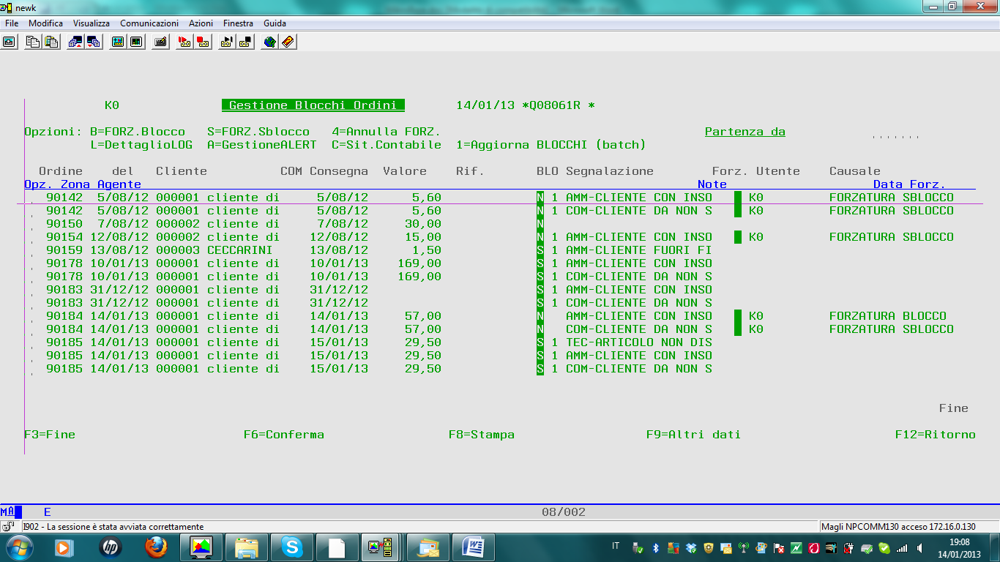 newk
File Modifica Visualizza Comunicazioni Azioni Finestra Guida
K0 Gestione Blocchi Ordini 14/01/13 *Q08061R *
Opzioni: B=FORZ.Blocco S=FORZ.Sblocco 4=Annulla FORZ. Partenza da
L=DettaglioLOG A=GestioneALERT C=Sit.Contabile 1=Aggiorna BLOCCHI (batch)
Ordine del Cliente COM Consegna Valore Rif. BLO Segnalazione Forz. Utente Causale
Opz. Zona Agente Note Data Forz.
90142 5/08/12 000001 cliente di 5/08/12 5,60 N 1 AMM-CLIENTE CON INSO K0 FORZATURA SBLOCCO
90142 5/08/12 000001 cliente di 5/08/12 5,60 N 1 COM-CLIENTE DA NON S K0 FORZATURA SBLOCCO
90150 7/08/12 000002 cliente di 7/08/12 30,00 N
90154 12/08/12 000002 cliente di 12/08/12 15,00 N 1 AMM-CLIENTE CON INSO K0 FORZATURA SBLOCCO
90159 13/08/12 000003 CECCARINI 13/08/12 1,50 S 1 AMM-CLIENTE FUORI FI
90178 10/01/13 000001 cliente di 10/01/13 169,00 S 1 AMM-CLIENTE CON INSO
90178 10/01/13 000001 cliente di 10/01/13 169,00 S 1 COM-CLIENTE DA NON S
90183 31/12/12 000001 cliente di 31/12/12 S 1 AMM-CLIENTE CON INSO
90183 31/12/12 000001 cliente di 31/12/12 S 1 COM-CLIENTE DA NON S
90184 14/01/13 000001 cliente di 14/01/13 57,00 N AMM-CLIENTE CON INSO K0 FORZATURA BLOCCO
90184 14/01/13 000001 cliente di 14/01/13 57,00 N COM-CLIENTE DA NON S K0 FORZATURA SBLOCCO
90185 14/01/13 000001 cliente di 15/01/13 29,50 S 1 TEC-ARTICOLO NON DIS
90185 14/01/13 000001 cliente di 15/01/13 29,50 S 1 AMM-CLIENTE CON INSO
90185 14/01/13 000001 cliente di 15/01/13 29,50 S 1 COM-CLIENTE DA NON S
Fine
F3=Fine F6=Conferma F8=Stampa F9=Altri dati F12=Ritorno
MA E 08/002
I902 - La sessione è stata avviata correttamente Magli NPCOMM130 acceso 172.16.0.130
IT 19:08
14/01/2013